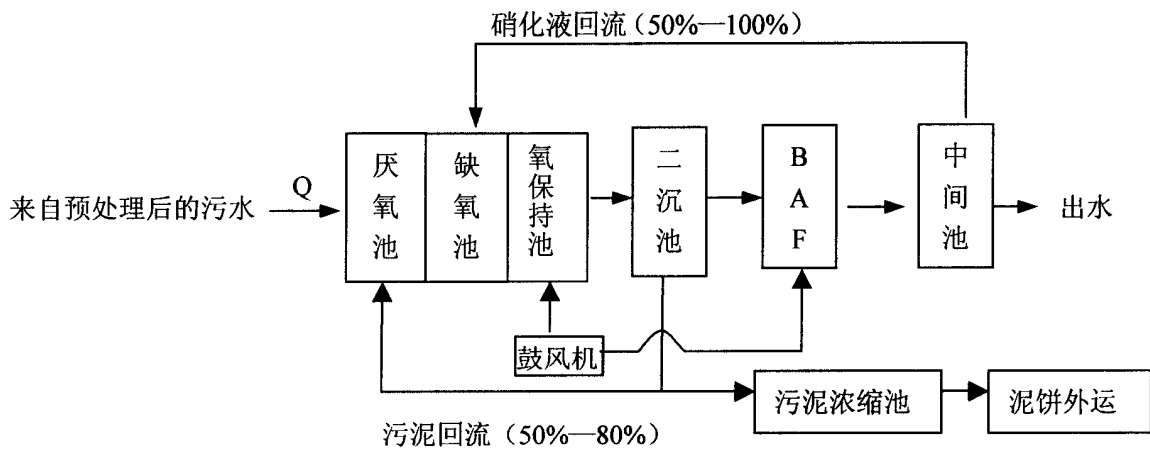 硝化液回流（50%—100%）
来自预处理后的污水
Q
厌氧池
缺氧池
氧保持池
二沉池
BAF
中间池
出水
鼓风机
污泥浓缩池
泥饼外运
污泥回流（50%—80%）